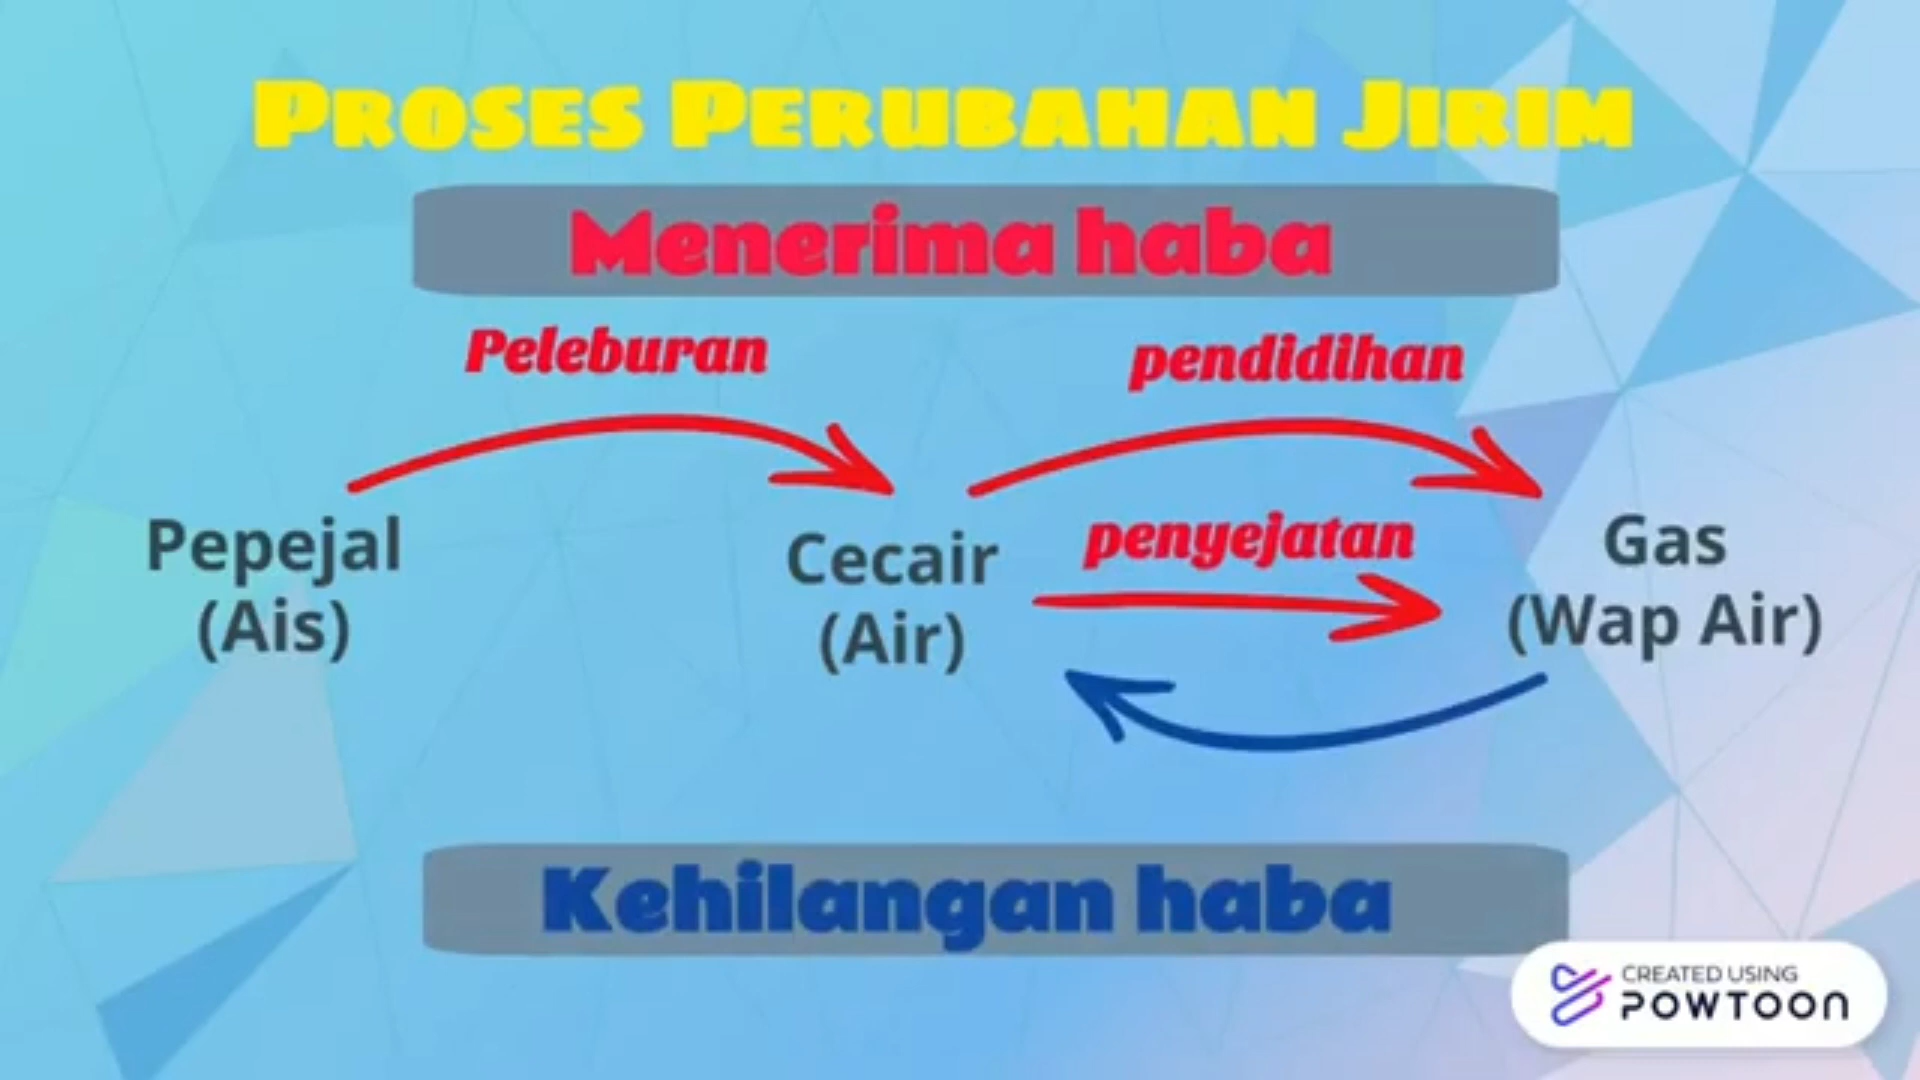 PROSES PERUBAHAN JIRIM
Menerima haba
Peleburan
pendidihan
Pepejal
(Ais)
Cecair
(Air)
penyejatan
Gas
(Wap Air)
Kehilangan haba
CREATED USING
POWTOON